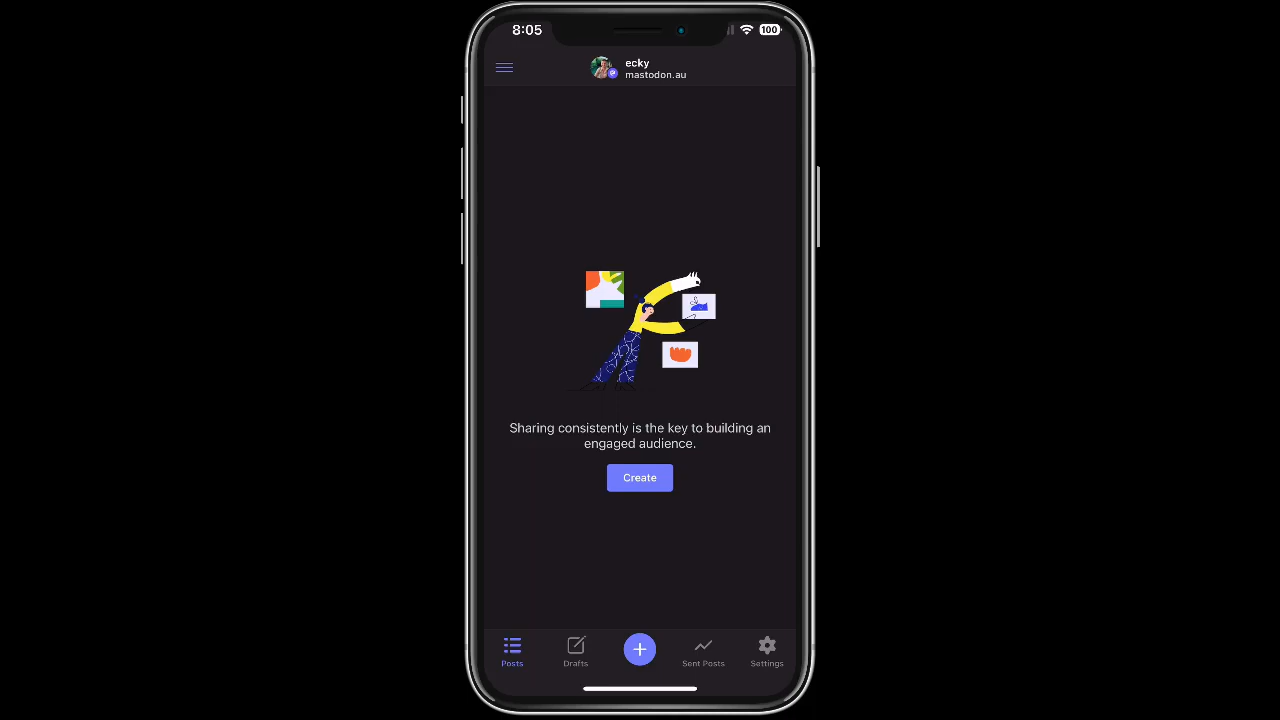 8:05
100
ecky
mastodon.au
Sharing consistently is the key to building an
engaged audience.
Create
Posts
Drafts
Sent Posts
Settings